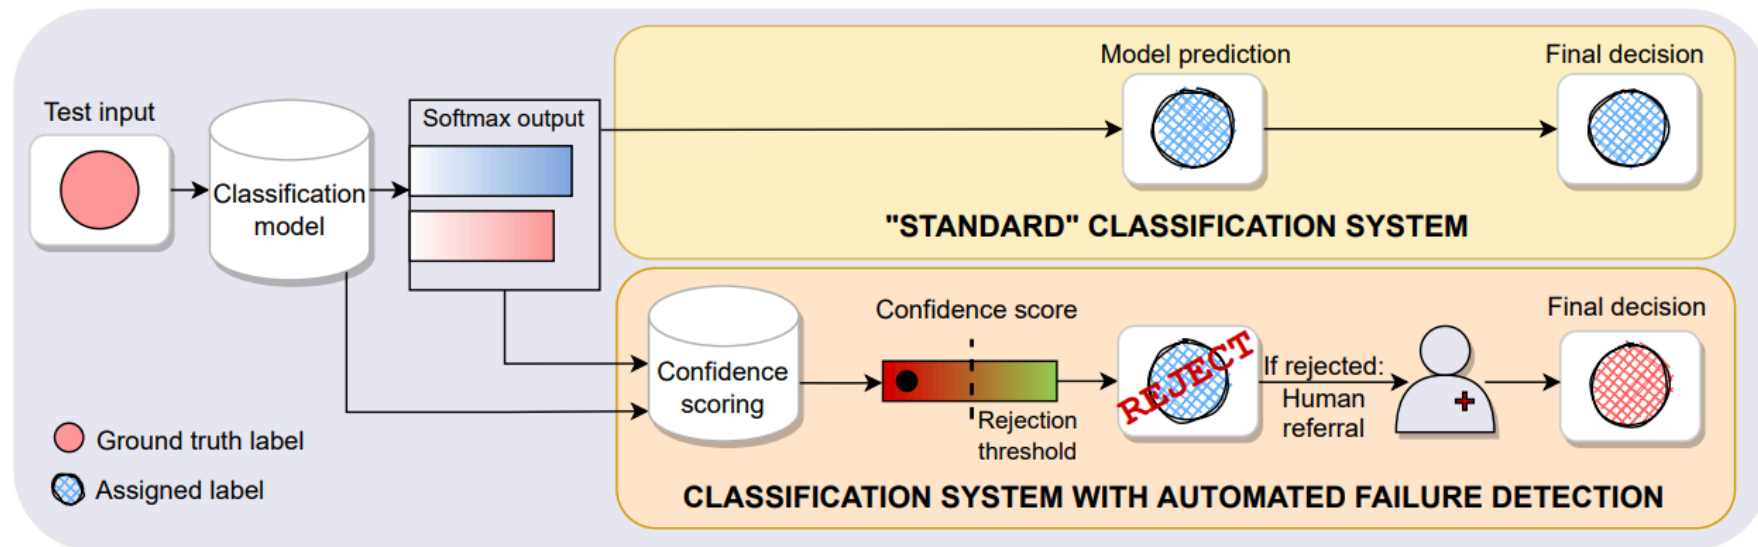 Test input
Classification
model
Softmax output
Model prediction
Final decision
"STANDARD" CLASSIFICATION SYSTEM
Confidence
scoring
Confidence score
Rejection
threshold
REJECT
If rejected:
Human
referral
Final decision
CLASSIFICATION SYSTEM WITH AUTOMATED FAILURE DETECTION
Ground truth label
Assigned label